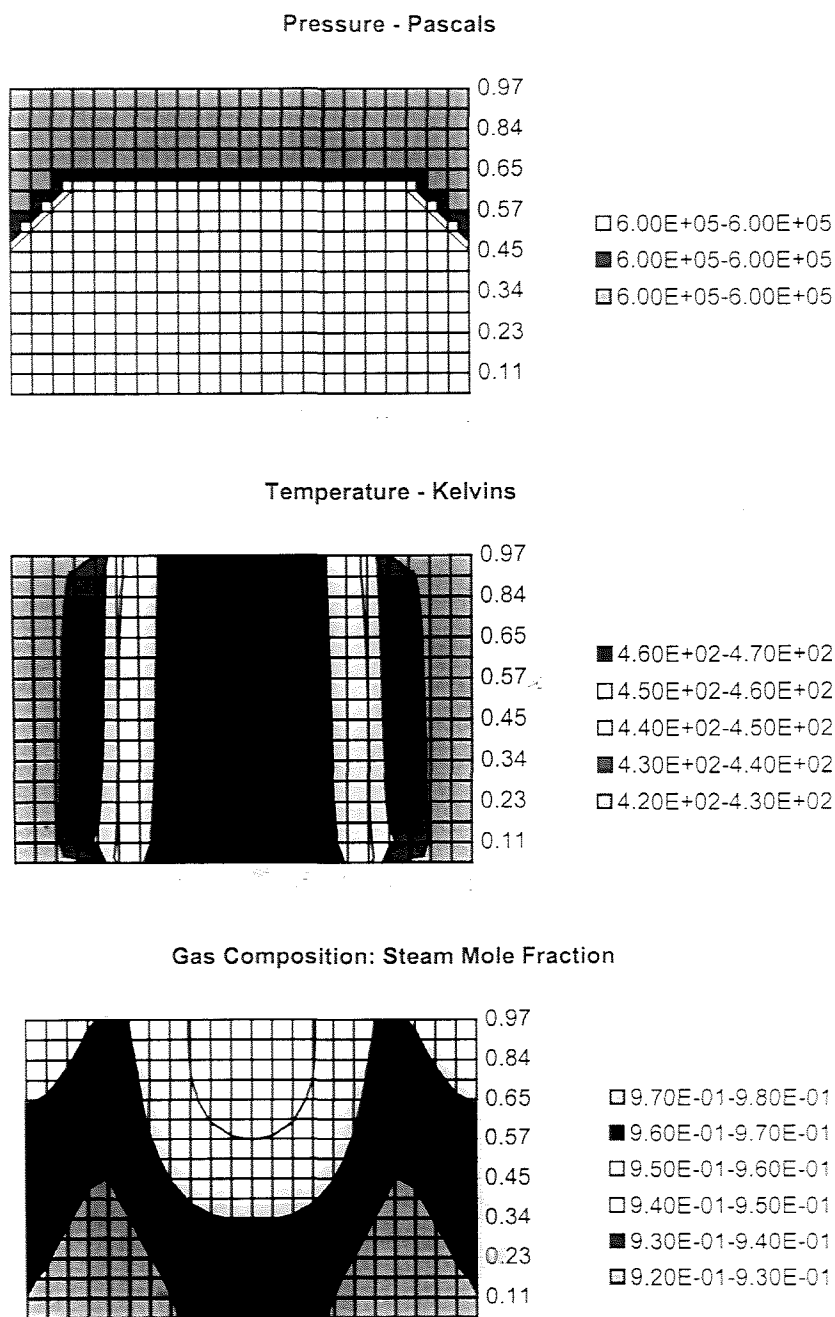 Pressure - Pascals
0.97
0.84
0.65
0.57
0.45
0.34
0.23
0.11
6.00E+05-6.00E+05
6.00E+05-6.00E+05
6.00E+05-6.00E+05
Temperature - Kelvins
0.97
0.84
0.65
0.57
0.45
0.34
0.23
0.11
4.60E+02-4.70E+02
4.50E+02-4.60E+02
4.40E+02-4.50E+02
4.30E+02-4.40E+02
4.20E+02-4.30E+02
Gas Composition: Steam Mole Fraction
0.97
0.84
0.65
0.57
0.45
0.34
0.23
0.11
9.70E-01-9.80E-01
9.60E-01-9.70E-01
9.50E-01-9.60E-01
9.40E-01-9.50E-01
9.30E-01-9.40E-01
9.20E-01-9.30E-01